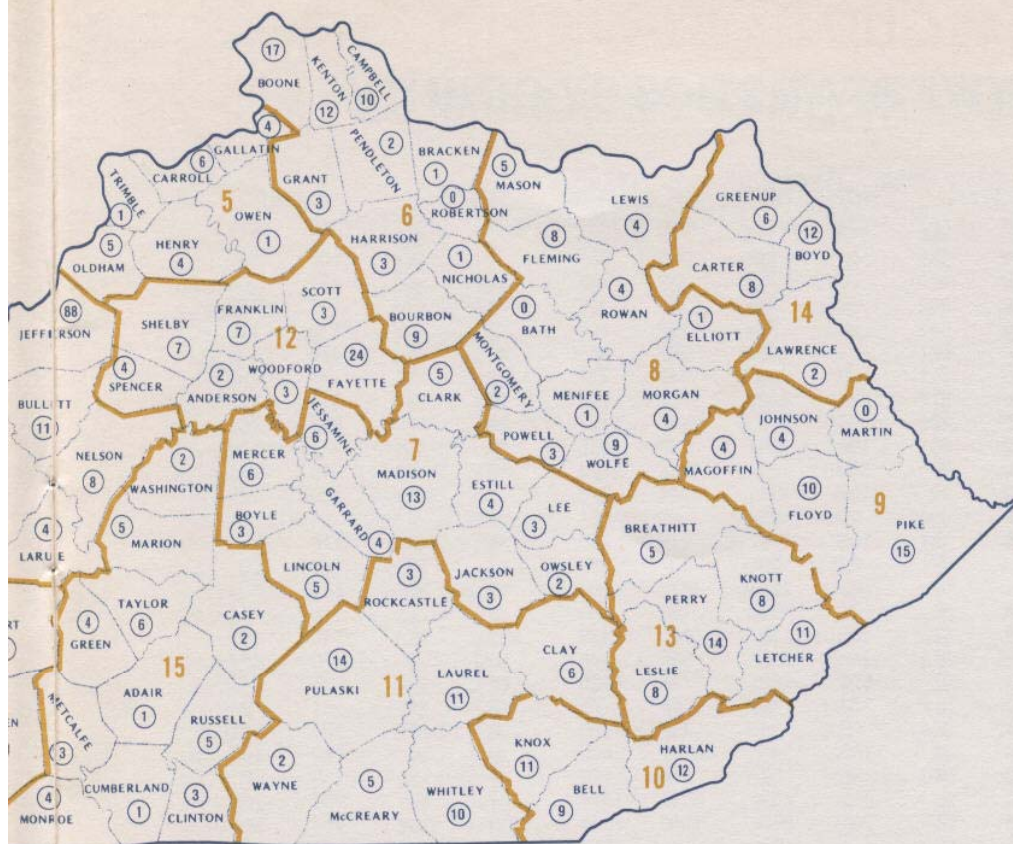 17
BOONE
KENTON
12
CAMPBELL
10
4
GALLATIN
6
CARROLL
TRIMBLE
1
5
OLDHAM
HENRY
4
5
OWEN
1
GRANT
3
PENDLETON
2
BRACKEN
1
0
ROBERTSON
6
HARRISON
3
1
NICHOLAS
5
MASON
LEWIS
4
8
FLEMING
4
ROWAN
GREENUP
6
12
BOYD
CARTER
8
14
1
ELLIOTT
LAWRENCE
2
88
JEFFERSON
SHELBY
7
FRANKLIN
7
SCOTT
3
12
BOURBON
9
0
BATH
4
SPENCER
2
ANDERSON
WOODFORD
3
24
FAYETTE
5
CLARK
MONTGOMERY
2
MENIFEE
1
8
MORGAN
4
JOHNSON
4
0
MARTIN
BULLITT
11
NELSON
8
2
WASHINGTON
MERCER
6
JESSAMINE
6
7
MADISON
13
POWELL
3
9
WOLFE
4
MAGOFFIN
10
FLOYD
9
PIKE
15
4
LARUE
5
MARION
BOYLE
3
GARRARD
4
ESTILL
4
LEE
3
BREATHITT
5
LINCOLN
5
3
ROCKCASTLE
JACKSON
3
OWSLEY
2
PERRY
14
KNOTT
8
RT
4
GREEN
TAYLOR
6
CASEY
2
13
LESLIE
8
11
LETCHER
15
14
PULASKI
11
LAUREL
11
CLAY
6
EN
METCALFE
3
ADAIR
1
RUSSELL
5
2
WAYNE
5
McCREARY
WHITLEY
10
KNOX
11
BELL
9
HARLAN
12
10
4
MONROE
CUMBERLAND
1
3
CLINTON